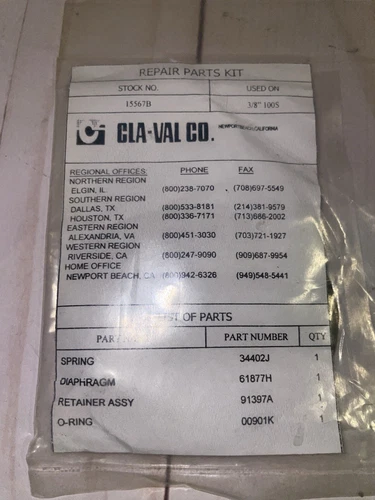 REPAIR PARTS KIT
STOCK NO. USED ON
15567B 3/8" 100S
CLA-VAL CO. NEWPORT BEACH, CALIFORNIA
REGIONAL OFFICES: PHONE FAX
NORTHERN REGION
ELGIN, IL (800)238-7070 (708)697-5549
SOUTHERN REGION
DALLAS, TX (800)533-8181 (214)381-9579
HOUSTON, TX (800)336-7171 (713)686-2002
EASTERN REGION
ALEXANDRIA, VA (800)451-3030 (703)721-1927
WESTERN REGION
RIVERSIDE, CA (800)247-9090 (909)687-9954
HOME OFFICE
NEWPORT BEACH, CA (800)942-6326 (949)548-5441
LIST OF PARTS
PART NUMBER QTY
SPRING 34402J 1
DIAPHRAGM 61877H 1
RETAINER ASSY 91397A 1
O-RING 00901K 1